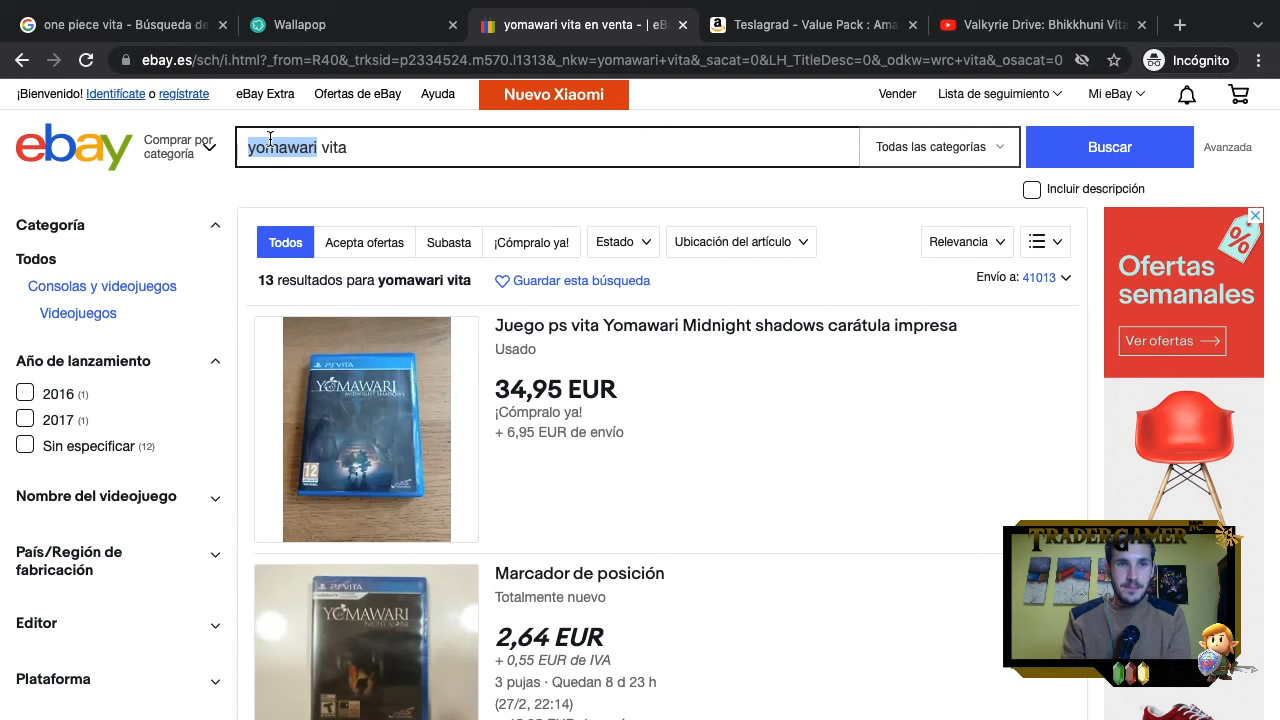 one piece vita - Búsqueda de
Wallapop
yomawari vita en venta - | eB
Teslagrad - Value Pack : Ama
Valkyrie Drive: Bhikkhuni Vita
ebay.es/sch/i.html?_from=R40&_trksid=p2334524.m570.l1313&_nkw=yomawari+vita&_sacat=0&LH_TitleDesc=0&_odkw=wrc+vita&_osacat=0
Incógnito
¡Bienvenido! Identifícate o regístrate
eBay Extra
Ofertas de eBay
Ayuda
Nuevo Xiaomi
Vender
Lista de seguimiento
Mi eBay
ebay
Comprar por
categoría
yomawari vita
Todas las categorías
Buscar
Avanzada
Incluir descripción
Categoría
Todos
Consolas y videojuegos
Videojuegos
Año de lanzamiento
2016 (1)
2017 (1)
Sin especificar (12)
Nombre del videojuego
País/Región de
fabricación
Editor
Plataforma
Todos
Acepta ofertas
Subasta
¡Cómpralo ya!
Estado
Ubicación del artículo
Relevancia
13 resultados para yomawari vita
Guardar esta búsqueda
Envío a: 41013
PSVITA
YOMAWARI
MIDNIGHT SHADOWS
12
Juego ps vita Yomawari Midnight shadows carátula impresa
Usado
34,95 EUR
¡Cómpralo ya!
+ 6,95 EUR de envío
PSVITA
YOMAWARI
NIGHT ALONE
T
Marcador de posición
Totalmente nuevo
2,64 EUR
+ 0,55 EUR de IVA
3 pujas · Quedan 8 d 23 h
(27/2, 22:14)
%
Ofertas
semanales
Ver ofertas
TRADERGAMER